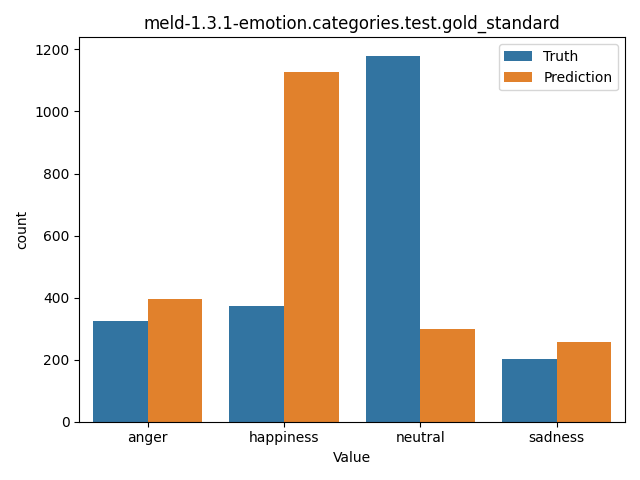 meld-1.3.1-emotion.categories.test.gold_standard
Truth
Prediction
1200
1000
800
600
400
200
0
count
anger
happiness
neutral
sadness
Value